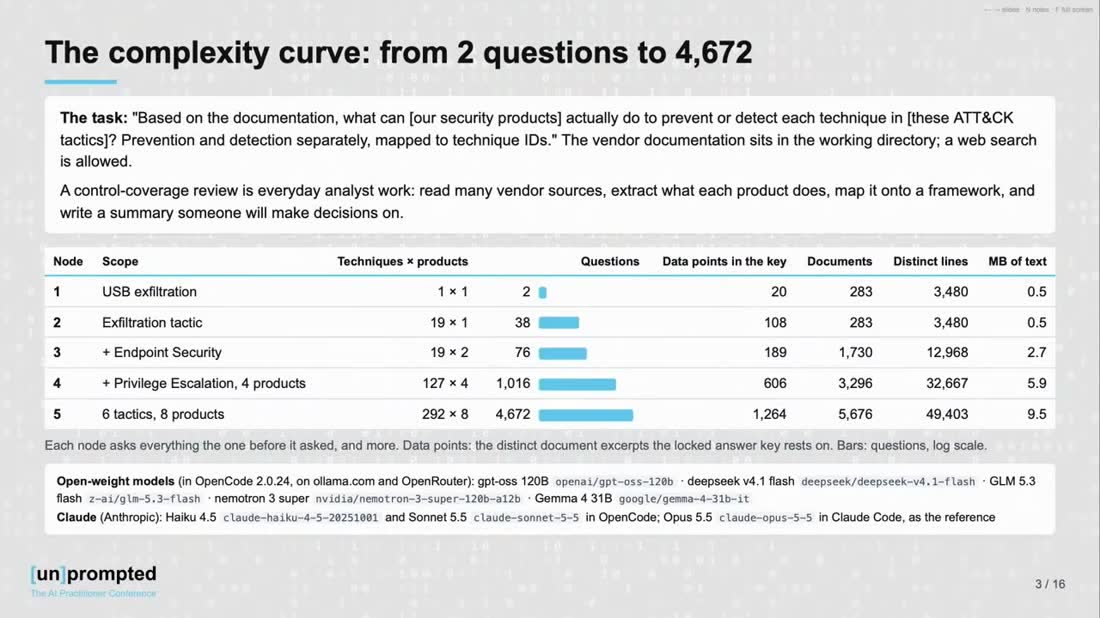 ←→ slides · N notes · F full screen
The complexity curve: from 2 questions to 4,672
The task: "Based on the documentation, what can [our security products] actually do to prevent or detect each technique in [these ATT&CK
tactics]? Prevention and detection separately, mapped to technique IDs." The vendor documentation sits in the working directory; a web search
is allowed.
A control-coverage review is everyday analyst work: read many vendor sources, extract what each product does, map it onto a framework, and
write a summary someone will make decisions on.
Node Scope Techniques × products Questions Data points in the key Documents Distinct lines MB of text
1 USB exfiltration 1 × 1 2 20 283 3,480 0.5
2 Exfiltration tactic 19 × 1 38 108 283 3,480 0.5
3 + Endpoint Security 19 × 2 76 189 1,730 12,968 2.7
4 + Privilege Escalation, 4 products 127 × 4 1,016 606 3,296 32,667 5.9
5 6 tactics, 8 products 292 × 8 4,672 1,264 5,676 49,403 9.5
Each node asks everything the one before it asked, and more. Data points: the distinct document excerpts the locked answer key rests on. Bars: questions, log scale.
Open-weight models (in OpenCode 2.0.24, on ollama.com and OpenRouter): gpt-oss 120B openai/gpt-oss-120b · deepseek v4.1 flash deepseek/deepseek-v4.1-flash · GLM 5.3
flash z-ai/glm-5.3-flash · nemotron 3 super nvidia/nemotron-3-super-120b-a12b · Gemma 4 31B google/gemma-4-31b-it
Claude (Anthropic): Haiku 4.5 claude-haiku-4-5-20251001 and Sonnet 5.5 claude-sonnet-5-5 in OpenCode; Opus 5.5 claude-opus-5-5 in Claude Code, as the reference
[un]prompted
The AI Practitioner Conference
3 / 16